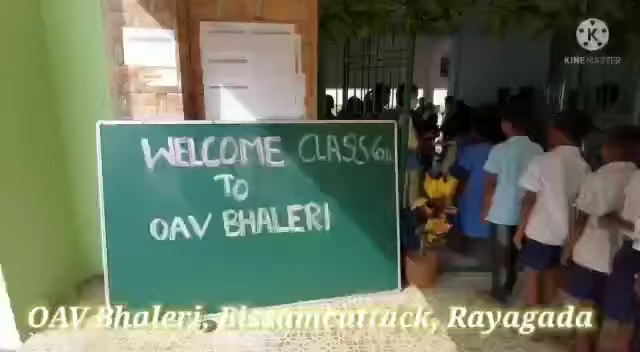 KINEMASTER
WELCOME CLASS 6th
TO
OAV BHALERI
OAV Bhaleri, Bissamcuttack, Rayagada